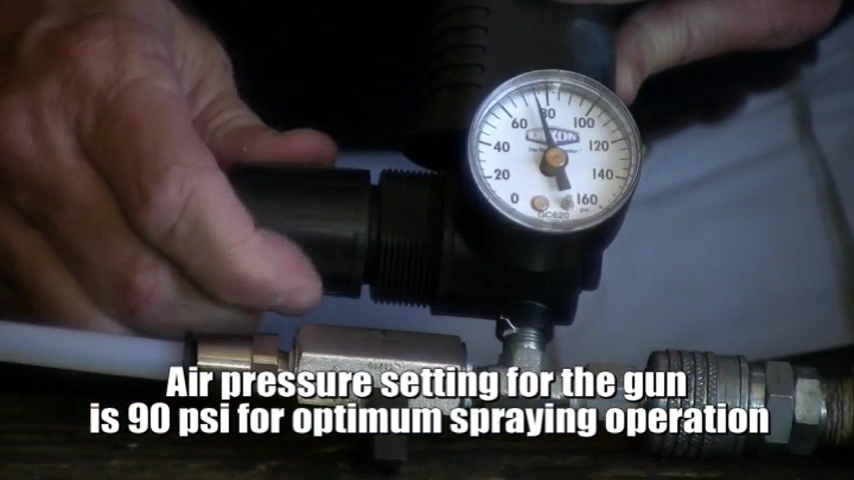 80
60 100
40 120
20 140
0 160
GC620
Air pressure setting for the gun
is 90 psi for optimum spraying operation